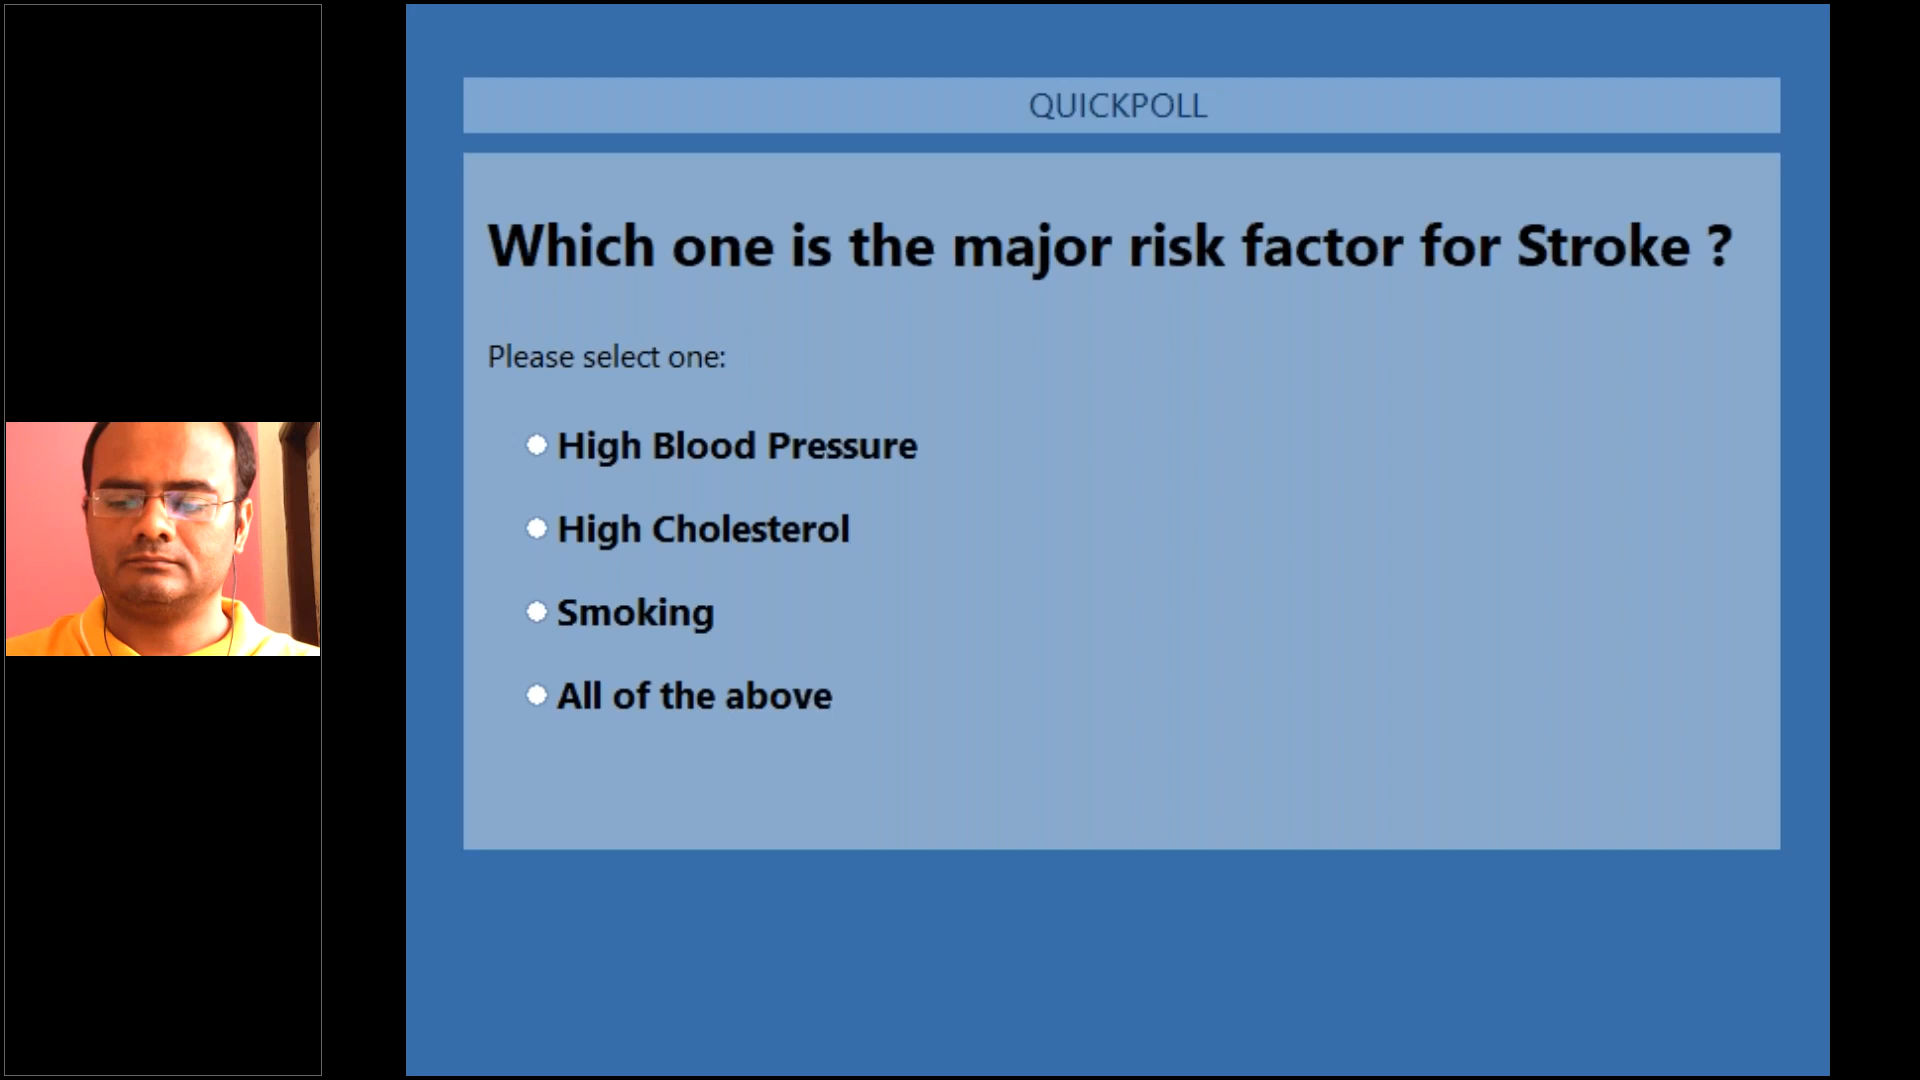 QUICKPOLL
Which one is the major risk factor for Stroke ?
Please select one:
High Blood Pressure
High Cholesterol
Smoking
All of the above